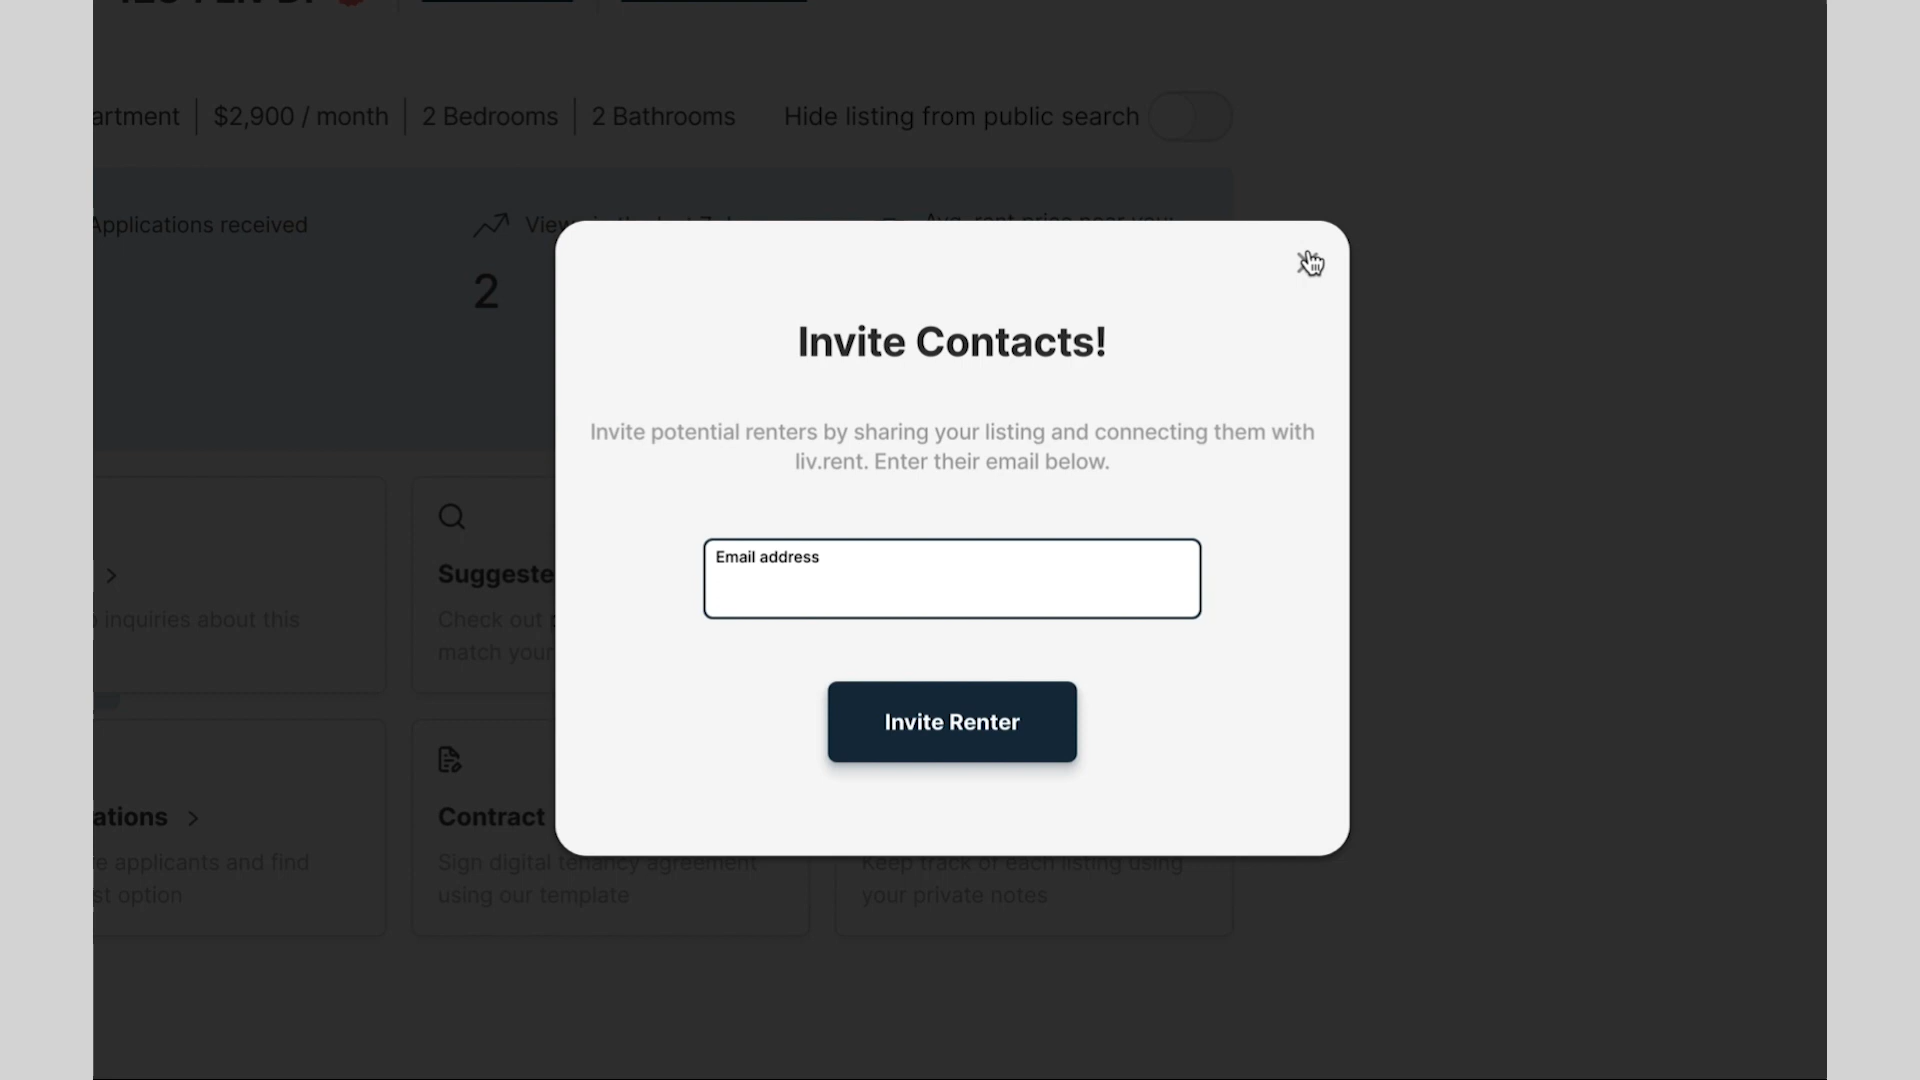 artment $2,900 / month 2 Bedrooms 2 Bathrooms Hide listing from public search
Applications received
2
Invite Contacts!
Invite potential renters by sharing your listing and connecting them with
liv.rent. Enter their email below.
Email address
Invite Renter
inquiries about this
Suggeste
Check out
match your
ations
re applicants and find
st option
Contract
Sign digital tenancy agreement
using our template
Keep track of each listing using
your private notes